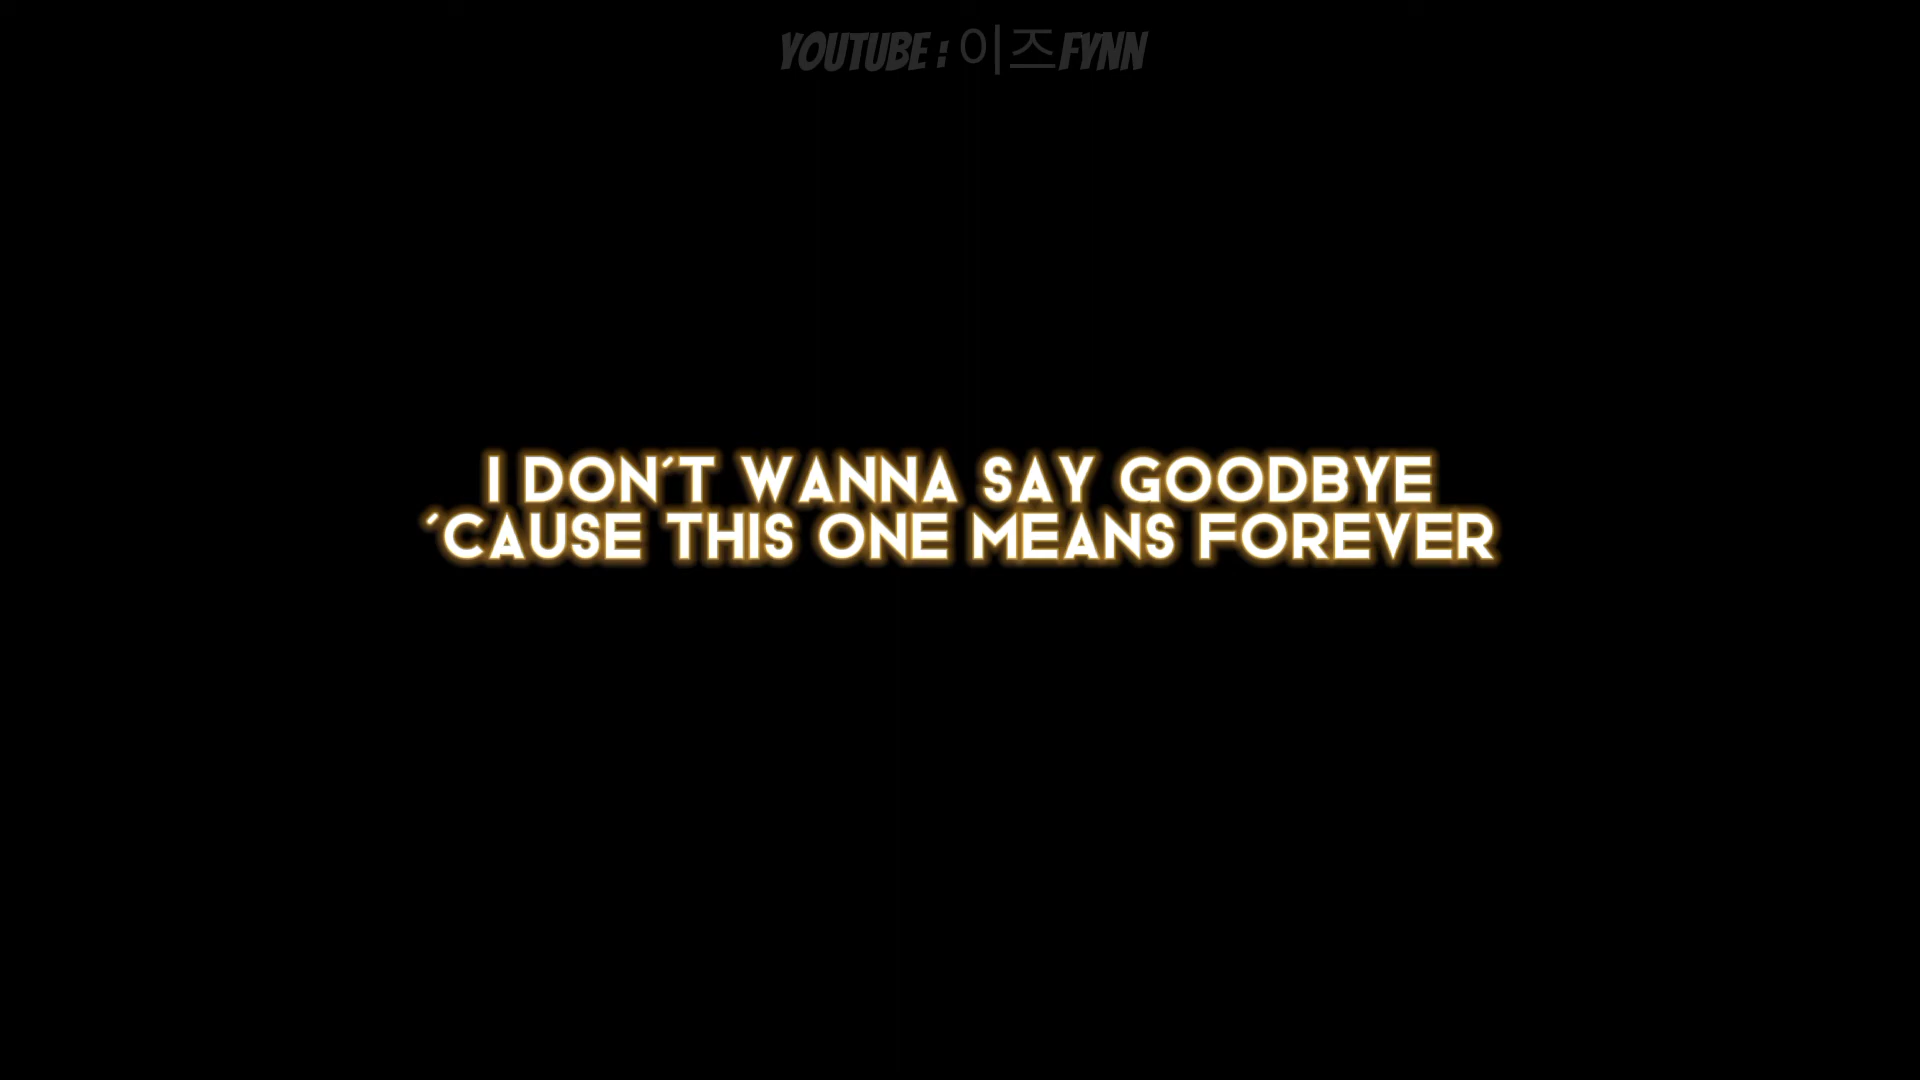 YOUTUBE : 이즈FYNN
I DON´T WANNA SAY GOODBYE
´CAUSE THIS ONE MEANS FOREVER